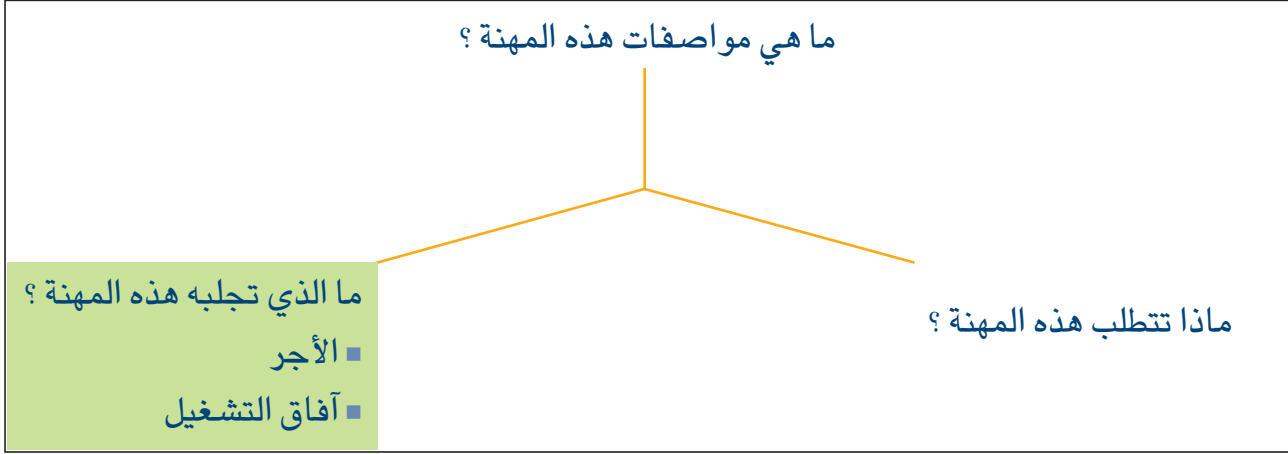 ما هي مواصفات هذه المهنة ؟
ماذا تتطلب هذه المهنة ؟
ما الذي تجلبه هذه المهنة ؟
▪ الأجر
▪ آفاق التشغيل